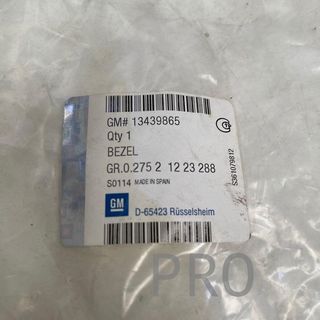 GM# 13439865
Qty 1
BEZEL
GR.0.275 2 12 23 288
S0114 MADE IN SPAIN
GM
D-65423 Rüsselsheim
S361079812
PRO